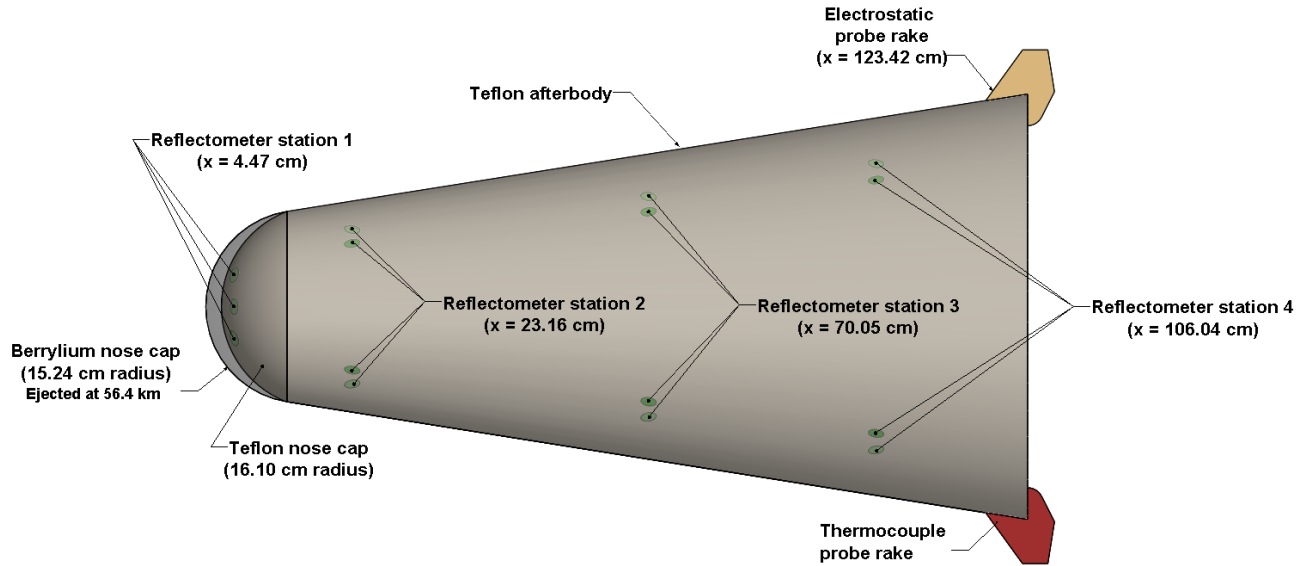 Electrostatic
probe rake
(x = 123.42 cm)
Teflon afterbody
Reflectometer station 1
(x = 4.47 cm)
Reflectometer station 2
(x = 23.16 cm)
Reflectometer station 3
(x = 70.05 cm)
Reflectometer station 4
(x = 106.04 cm)
Berrylium nose cap
(15.24 cm radius)
Ejected at 56.4 km
Teflon nose cap
(16.10 cm radius)
Thermocouple
probe rake